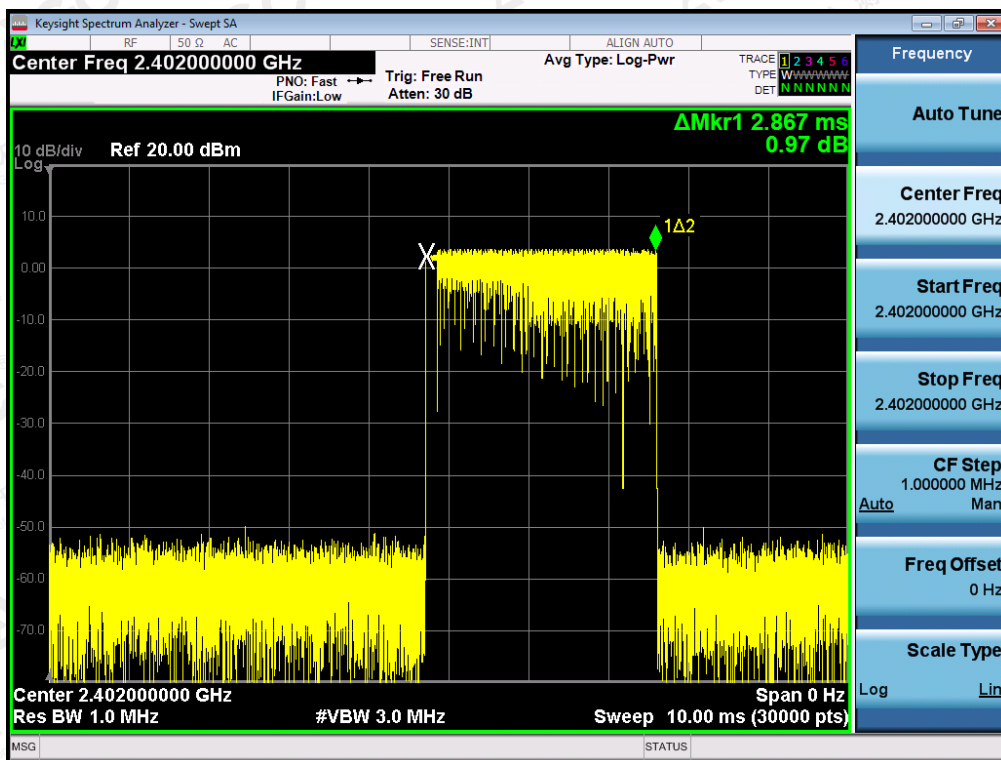 Keysight Spectrum Analyzer - Swept SA
LXI RF 50 Ω AC SENSE:INT ALIGN AUTO
Center Freq 2.402000000 GHz
PNO: Fast
IFGain:Low
Trig: Free Run
Atten: 30 dB
Avg Type: Log-Pwr
TRACE 1 2 3 4 5 6
TYPE WWWWWW
DET N N N N N N
ΔMkr1 2.867 ms
0.97 dB
10 dB/div Ref 20.00 dBm
Log
10.0
0.00
-10.0
-20.0
-30.0
-40.0
-50.0
-60.0
-70.0
X
1Δ2
Center 2.402000000 GHz Span 0 Hz
Res BW 1.0 MHz #VBW 3.0 MHz Sweep 10.00 ms (30000 pts)
MSG STATUS
Frequency
Auto Tune
Center Freq
2.402000000 GHz
Start Freq
2.402000000 GHz
Stop Freq
2.402000000 GHz
CF Step
1.000000 MHz
Auto Man
Freq Offset
0 Hz
Scale Type
Log Lin